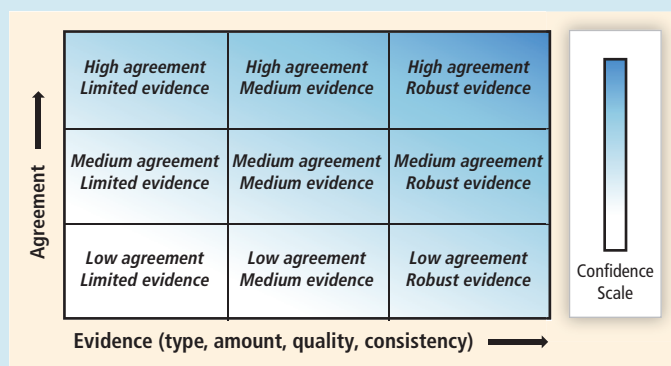 High agreement
Limited evidence
High agreement
Medium evidence
High agreement
Robust evidence
Medium agreement
Limited evidence
Medium agreement
Medium evidence
Medium agreement
Robust evidence
Low agreement
Limited evidence
Low agreement
Medium evidence
Low agreement
Robust evidence
Agreement
Evidence (type, amount, quality, consistency)
Confidence
Scale